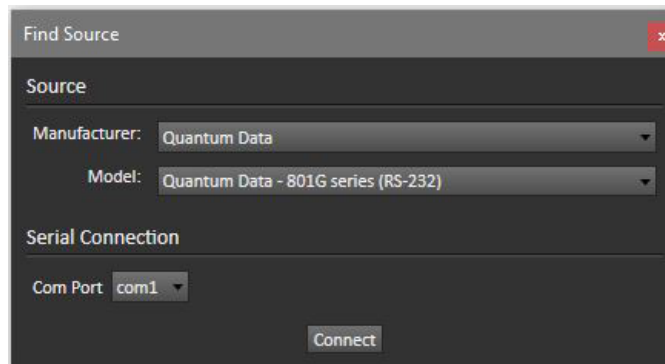 Find Source
x
Source
Manufacturer: Quantum Data
Model: Quantum Data - 801G series (RS-232)
Serial Connection
Com Port com1
Connect